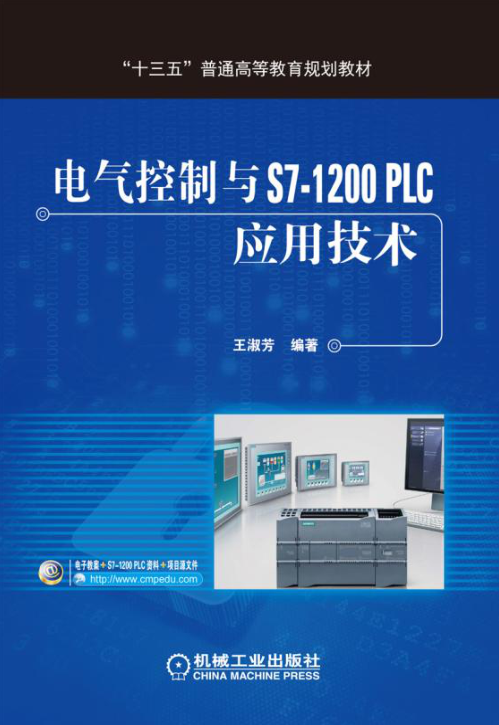 “十三五”普通高等教育规划教材
电气控制与S7-1200 PLC
应用技术
王淑芳 编著
电子教案+S7-1200 PLC 资料+项目源文件
http://www.cmpedu.com
机械工业出版社
CHINA MACHINE PRESS